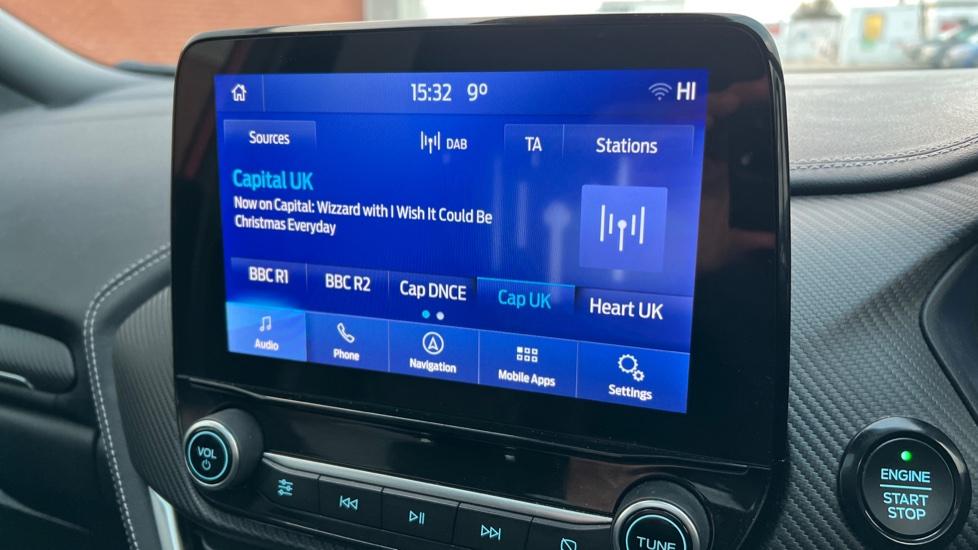 15:32 9º HI
Sources DAB TA Stations
Capital UK
Now on Capital: Wizzard with I Wish It Could Be
Christmas Everyday
BBC R1 BBC R2 Cap DNCE Cap UK Heart UK
Audio Phone Navigation Mobile Apps Settings
VOL
TUNE
ENGINE
START
STOP